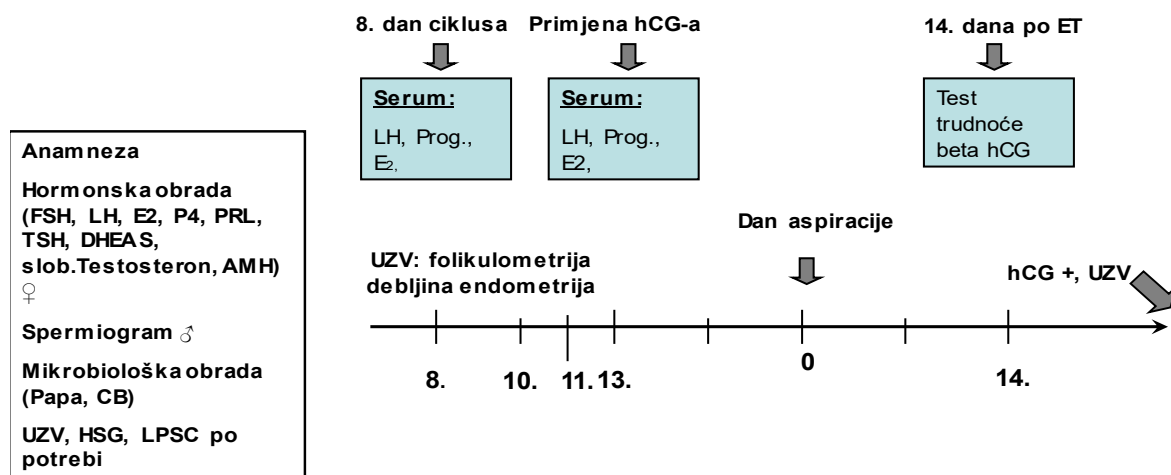 8. dan ciklusa
Primjena hCG-a
14. dana po ET
Serum:
LH, Prog.,
E2,
Serum:
LH, Prog.,
E2,
Test
trudnoće
beta hCG
Anamneza
Hormonska obrada
(FSH, LH, E2, P4, PRL,
TSH, DHEAS,
slob.Testosteron, AMH)
♀
Spermiogram ♂
Mikrobiološka obrada
(Papa, CB)
UZV, HSG, LPSC po
potrebi
UZV: folikulometrija
debljina endometrija
Dan aspiracije
hCG +, UZV
8.
10.
11.
13.
0
14.